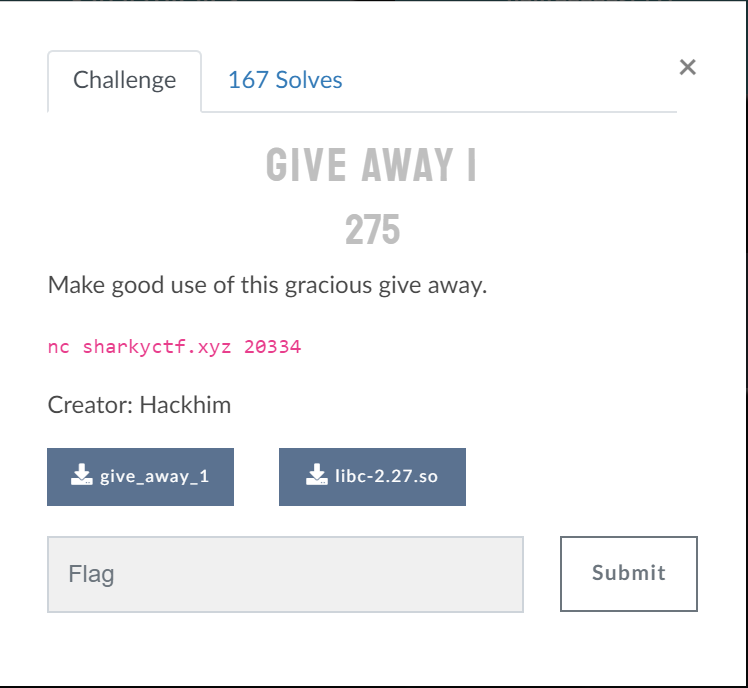 Challenge
167 Solves
×
GIVE AWAY I
275
Make good use of this gracious give away.
nc sharkyctf.xyz 20334
Creator: Hackhim
give_away_1
libc-2.27.so
Flag
Submit